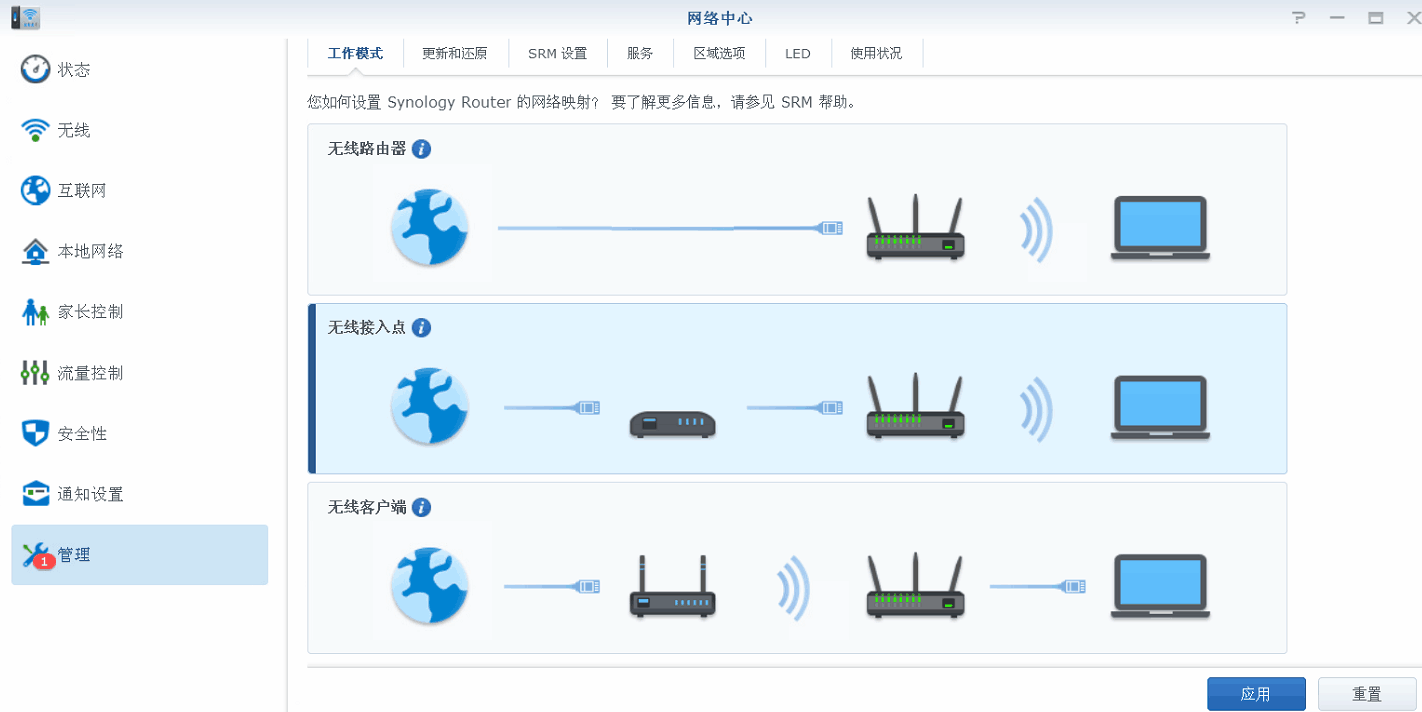 网络中心
状态
无线
互联网
本地网络
家长控制
流量控制
安全性
通知设置
1
管理
工作模式 更新和还原 SRM 设置 服务 区域选项 LED 使用状况
您如何设置 Synology Router 的网络映射？ 要了解更多信息，请参见 SRM 帮助。
无线路由器
无线接入点
无线客户端
应用 重置